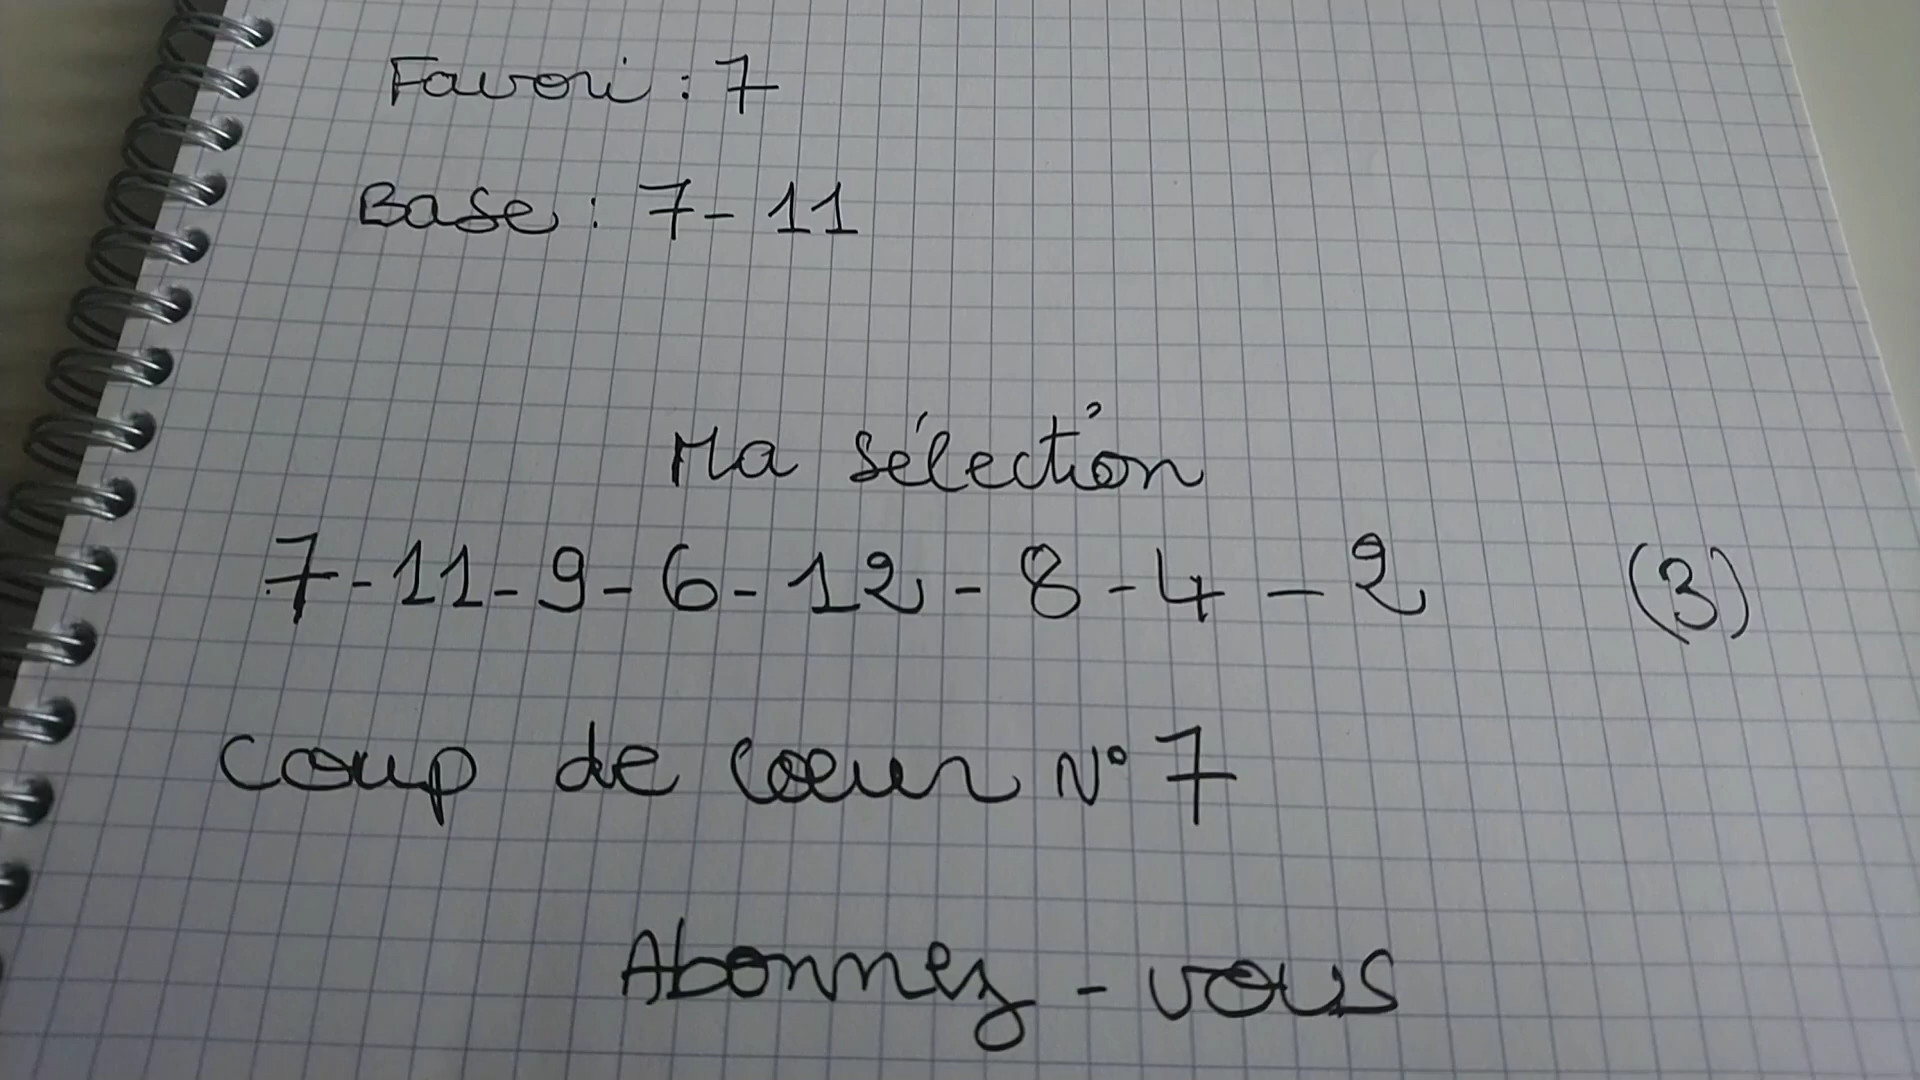 Favori : 7
Base : 7 - 11
Ma sélection
7 - 11 - 9 - 6 - 12 - 8 - 4 - 2 (3)
coup de coeur N° 7
Abonnez - vous